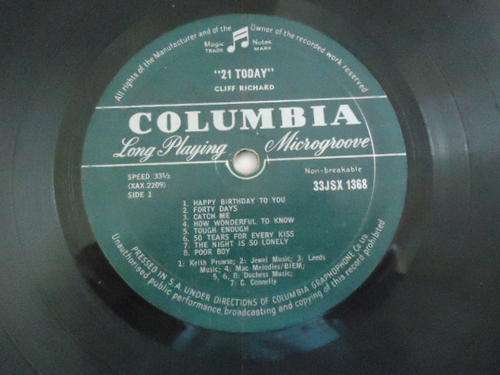 All rights of the Manufacturer and of the Owner of the recorded work reserved
Magic Notes
TRADE MARK
"21 TODAY"
CLIFF RICHARD
COLUMBIA
Long Playing Microgroove
SPEED 33⅓
(XAX.2209)
SIDE 1
Non-breakable
33JSX 1368
1. HAPPY BIRTHDAY TO YOU
2. FORTY DAYS
3. CATCH ME
4. HOW WONDERFUL TO KNOW
5. TOUGH ENOUGH
6. 50 TEARS FOR EVERY KISS
7. THE NIGHT IS SO LONELY
8. POOR BOY
1. Keith Prowse; 2. Jewel Music; 3. Leeds
Music; 4. Mac Melodies/BIEM;
5, 6, 8. Duchess Music;
7. C. Connelly
PRESSED IN S.A. UNDER DIRECTIONS OF COLUMBIA GRAPHOPHONE Co Ltd.
Unauthorised public performance, broadcasting and copying of this record prohibited